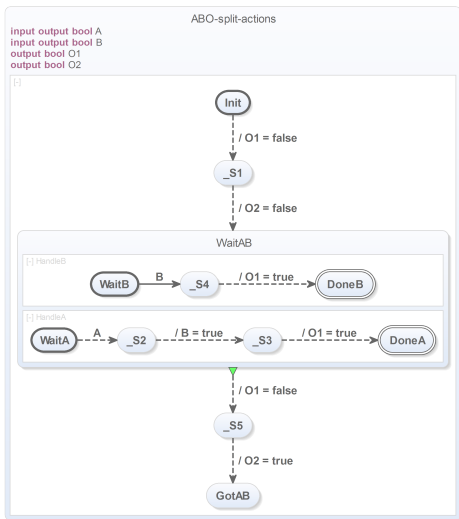 ABO-split-actions
input output bool A
input output bool B
output bool O1
output bool O2
[-]
Init
/ O1 = false
_S1
/ O2 = false
WaitAB
[-] HandleB
WaitB B _S4 / O1 = true DoneB
[-] HandleA
WaitA A _S2 / B = true _S3 / O1 = true DoneA
/ O1 = false
_S5
/ O2 = true
GotAB